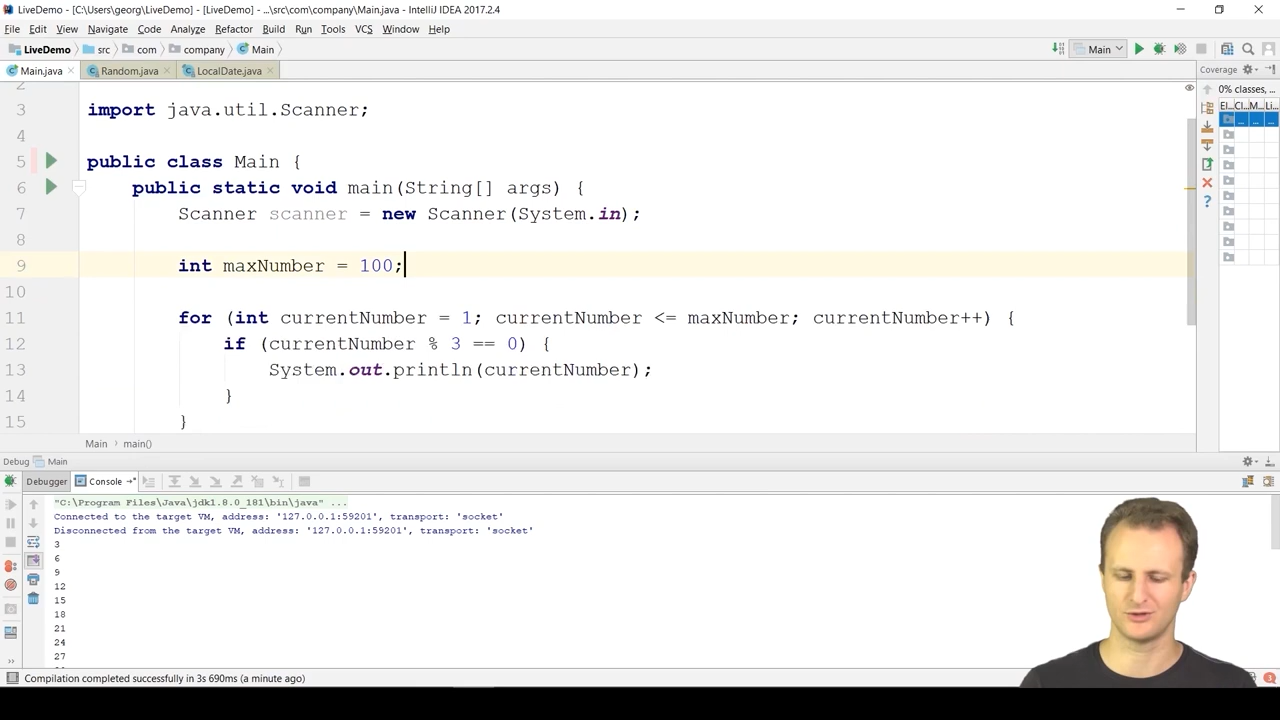 LiveDemo - [C:\Users\georg\LiveDemo] - [LiveDemo] - ...\src\com\company\Main.java - IntelliJ IDEA 2017.2.4
File Edit View Navigate Code Analyze Refactor Build Run Tools VCS Window Help
LiveDemo src com company Main Main
Main.java Random.java LocalDate.java Coverage
0% classes, ...
El... Cl... M... Li...
2
3 import java.util.Scanner;
4
5 public class Main {
6 public static void main(String[] args) {
7 Scanner scanner = new Scanner(System.in);
8
9 int maxNumber = 100;
10
11 for (int currentNumber = 1; currentNumber <= maxNumber; currentNumber++) {
12 if (currentNumber % 3 == 0) {
13 System.out.println(currentNumber);
14 }
15 }
Main main()
Debug Main
Debugger Console
"C:\Program Files\Java\jdk1.8.0_181\bin\java" ...
Connected to the target VM, address: '127.0.0.1:59201', transport: 'socket'
Disconnected from the target VM, address: '127.0.0.1:59201', transport: 'socket'
3
6
9
12
15
18
21
24
27
Compilation completed successfully in 3s 690ms (a minute ago) 3